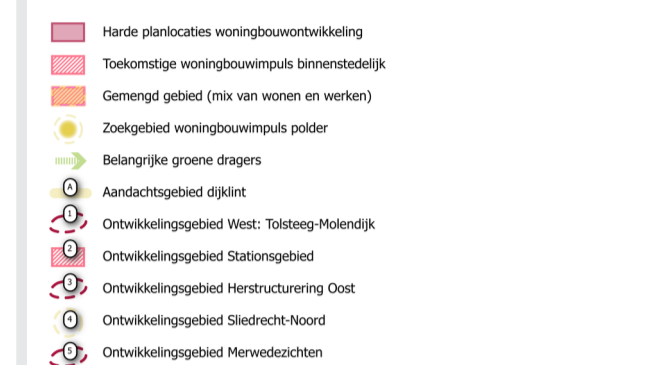 Harde planlocaties woningbouwontwikkeling
Toekomstige woningbouwimpuls binnenstedelijk
Gemengd gebied (mix van wonen en werken)
Zoekgebied woningbouwimpuls polder
Belangrijke groene dragers
A Aandachtsgebied dijklint
1 Ontwikkelingsgebied West: Tolsteeg-Molendijk
2 Ontwikkelingsgebied Stationsgebied
3 Ontwikkelingsgebied Herstructurering Oost
4 Ontwikkelingsgebied Sliedrecht-Noord
5 Ontwikkelingsgebied Merwedezichten